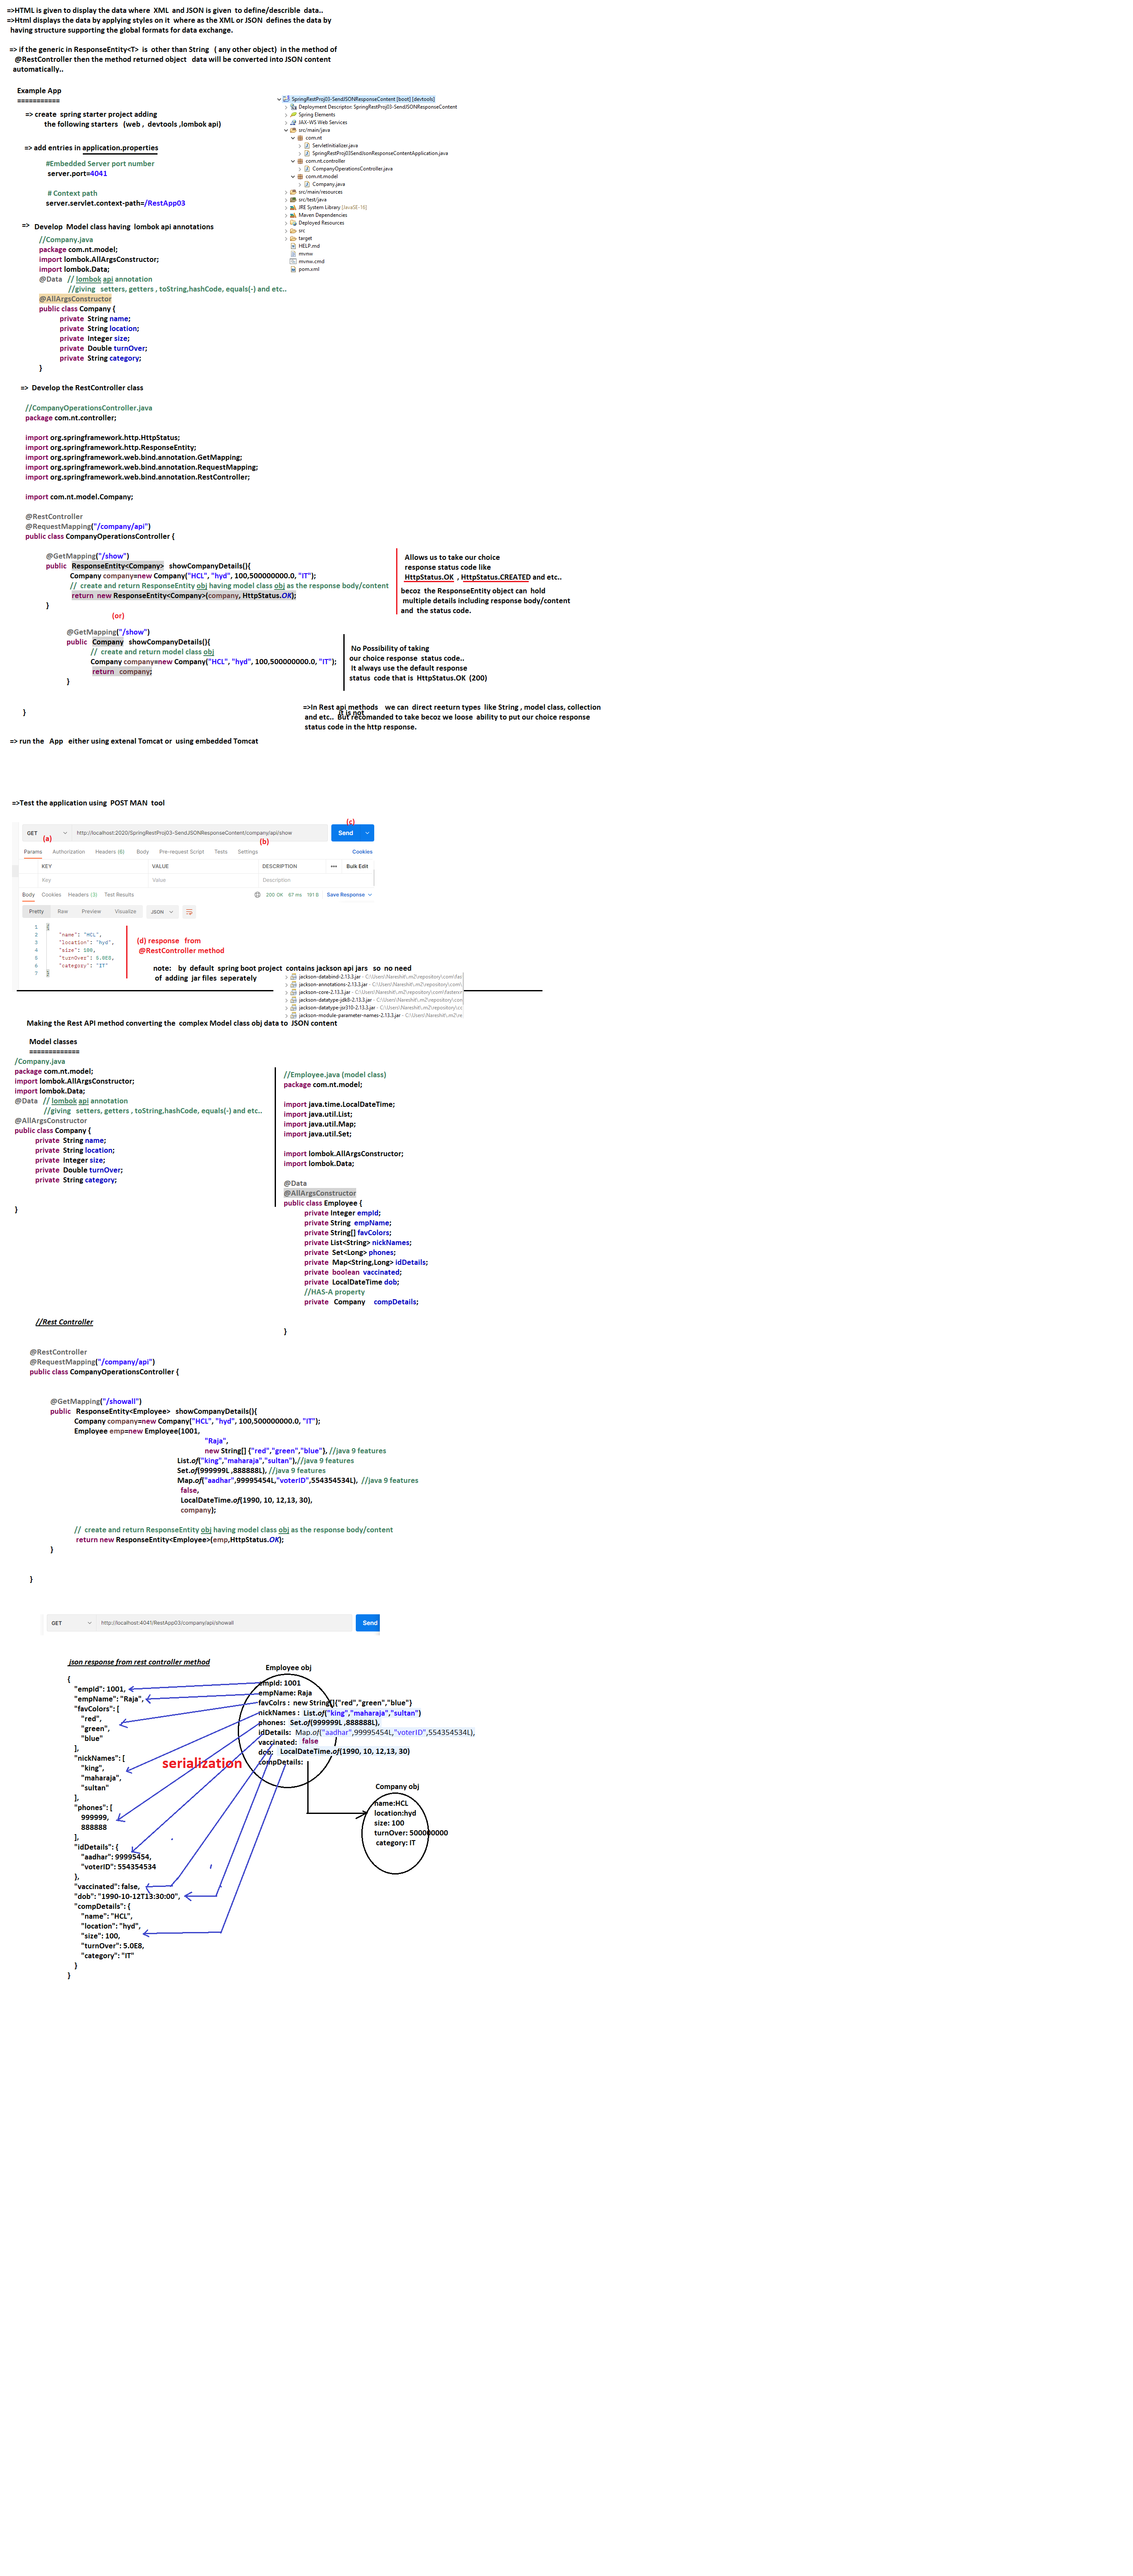 =>HTML is given to display the data where  XML  and JSON is given  to define/describle  data..
=>Html displays the data by applying styles on it  where as the XML or JSON  defines the data by
having structure supporting the global formats for data exchange.
=> if the generic in ResponseEntity<T>  is  other than String   ( any other object)  in the method of
@RestController then the method returned object   data will be converted into JSON content
automatically..
Example App
===========
=> create  spring starter project adding
the following starters   (web ,  devtools ,lombok api)
=> add entries in application.properties
#Embedded Server port number
server.port=4041
# Context path
server.servlet.context-path=/RestApp03
SpringRestProj03-SendJSONResponseContent [boot] [devtools]
Deployment Descriptor: SpringRestProj03-SendJSONResponseContent
Spring Elements
JAX-WS Web Services
src/main/java
com.nt
ServletInitializer.java
SpringRestProj03SendJsonResponseContentApplication.java
com.nt.controller
CompanyOperationsController.java
com.nt.model
Company.java
src/main/resources
src/test/java
JRE System Library [JavaSE-16]
Maven Dependencies
Deployed Resources
src
target
HELP.md
mvnw
mvnw.cmd
pom.xml
=>   Develop  Model class having  lombok api annotations
//Company.java
package com.nt.model;
import lombok.AllArgsConstructor;
import lombok.Data;
@Data   // lombok api annotation
//giving   setters, getters , toString,hashCode, equals(-) and etc..
@AllArgsConstructor
public class Company {
private  String name;
private  String location;
private  Integer size;
private  Double turnOver;
private  String category;
}
=>  Develop the RestController class
//CompanyOperationsController.java
package com.nt.controller;
import org.springframework.http.HttpStatus;
import org.springframework.http.ResponseEntity;
import org.springframework.web.bind.annotation.GetMapping;
import org.springframework.web.bind.annotation.RequestMapping;
import org.springframework.web.bind.annotation.RestController;
import com.nt.model.Company;
@RestController
@RequestMapping("/company/api")
public class CompanyOperationsController {
@GetMapping("/show")
public   ResponseEntity<Company>   showCompanyDetails(){
Company company=new Company("HCL", "hyd", 100,500000000.0, "IT");
//  create and return ResponseEntity obj having model class obj as the response body/content
return  new ResponseEntity<Company>(company, HttpStatus.OK);
}
Allows us to take our choice
response status code like
HttpStatus.OK  , HttpStatus.CREATED and etc..
becoz  the ResponseEntity object can  hold
multiple details including response body/content
and  the status code.
(or)
@GetMapping("/show")
public   Company   showCompanyDetails(){
//  create and return model class obj
Company company=new Company("HCL", "hyd", 100,500000000.0, "IT");
return   company;
}
No Possibility of taking
our choice response  status code..
It always use the default response
status  code that is  HttpStatus.OK  (200)
}
=>In Rest api methods    we can  direct reeturn types  like String , model class, collection
it is not
and etc..  But recomanded to take becoz we loose  ability to put our choice response
status code in the http response.
=> run the   App   either using extenal Tomcat or  using embedded Tomcat
=>Test the application using  POST MAN  tool
(c)
GET   http://localhost:2020/SpringRestProj03-SendJSONResponseContent/company/api/show   Send
(a)   (b)
Params   Authorization   Headers (6)   Body   Pre-request Script   Tests   Settings   Cookies
KEY   VALUE   DESCRIPTION   •••   Bulk Edit
Key   Value   Description
Body   Cookies   Headers (3)   Test Results   200 OK   67 ms   191 B   Save Response
Pretty   Raw   Preview   Visualize   JSON
1   {
2   "name": "HCL",
3   "location": "hyd",
4   "size": 100,
5   "turnOver": 5.0E8,
6   "category": "IT"
7   }
(d) response   from
@RestController method
note:    by  default  spring boot project  contains jackson api jars   so  no need
of  adding  jar files  seperately
jackson-databind-2.13.3.jar - C:\Users\Nareshit\.m2\repository\com\fas
jackson-annotations-2.13.3.jar - C:\Users\Nareshit\.m2\repository\com\
jackson-core-2.13.3.jar - C:\Users\Nareshit\.m2\repository\com\fasterx
jackson-datatype-jdk8-2.13.3.jar - C:\Users\Nareshit\.m2\repository\con
jackson-datatype-jsr310-2.13.3.jar - C:\Users\Nareshit\.m2\repository\cc
jackson-module-parameter-names-2.13.3.jar - C:\Users\Nareshit\.m2\re
Making the Rest API method converting the  complex Model class obj data to  JSON content
Model classes
=============
/Company.java
package com.nt.model;
import lombok.AllArgsConstructor;
import lombok.Data;
@Data   // lombok api annotation
//giving   setters, getters , toString,hashCode, equals(-) and etc..
@AllArgsConstructor
public class Company {
private  String name;
private  String location;
private  Integer size;
private  Double turnOver;
private  String category;
}
//Employee.java (model class)
package com.nt.model;
import java.time.LocalDateTime;
import java.util.List;
import java.util.Map;
import java.util.Set;
import lombok.AllArgsConstructor;
import lombok.Data;
@Data
@AllArgsConstructor
public class Employee {
private Integer empId;
private String  empName;
private String[] favColors;
private List<String> nickNames;
private  Set<Long> phones;
private  Map<String,Long> idDetails;
private  boolean  vaccinated;
private  LocalDateTime dob;
//HAS-A property
private   Company    compDetails;
}
//Rest Controller
@RestController
@RequestMapping("/company/api")
public class CompanyOperationsController {
@GetMapping("/showall")
public   ResponseEntity<Employee>   showCompanyDetails(){
Company company=new Company("HCL", "hyd", 100,500000000.0, "IT");
Employee emp=new Employee(1001,
"Raja",
new String[] {"red","green","blue"}, //java 9 features
List.of("king","maharaja","sultan"),//java 9 features
Set.of(999999L ,888888L), //java 9 features
Map.of("aadhar",99995454L,"voterID",554354534L),  //java 9 features
false,
LocalDateTime.of(1990, 10, 12,13, 30),
company);
//  create and return ResponseEntity obj having model class obj as the response body/content
return new ResponseEntity<Employee>(emp,HttpStatus.OK);
}
}
GET   http://localhost:4041/RestApp03/company/api/showall   Send
json response from rest controller method
{
"empId": 1001,
"empName": "Raja",
"favColors": [
"red",
"green",
"blue"
],
"nickNames": [
"king",
"maharaja",
"sultan"
],
"phones": [
999999,
888888
],
"idDetails": {
"aadhar": 99995454,
"voterID": 554354534
},
"vaccinated": false,
"dob": "1990-10-12T13:30:00",
"compDetails": {
"name": "HCL",
"location": "hyd",
"size": 100,
"turnOver": 5.0E8,
"category": "IT"
}
}
serialization
Employee obj
empId: 1001
empName: Raja
favColrs :  new String[]{"red","green","blue"}
nickNames :  List.of("king","maharaja","sultan")
phones:   Set.of(999999L ,888888L),
idDetails:  Map.of("aadhar",99995454L,"voterID",554354534L),
vaccinated:  false
dob:   LocalDateTime.of(1990, 10, 12,13, 30)
compDetails:
Company obj
name:HCL
location:hyd
size: 100
turnOver: 500000000
category: IT